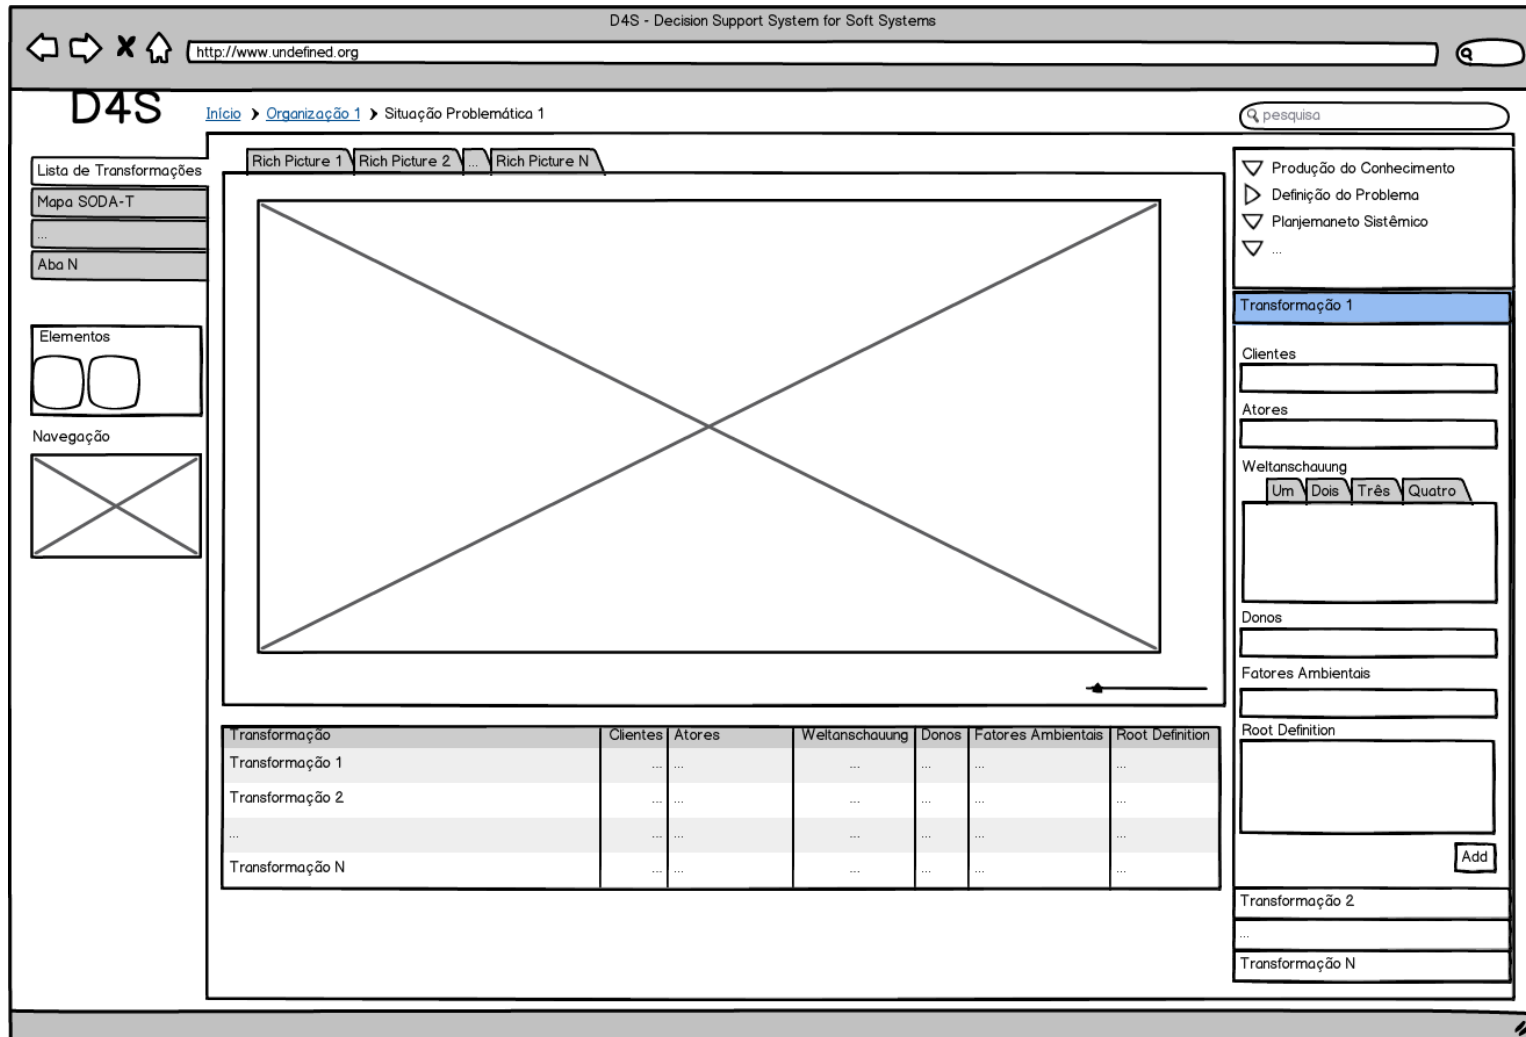 D4S - Decision Support System for Soft Systems
http://www.undefined.org
D4S
Início > Organização 1 > Situação Problemática 1
pesquisa
Lista de Transformações
Mapa SODA-T
...
Aba N
Elementos
Navegação
Rich Picture 1 Rich Picture 2 ... Rich Picture N
Transformação Clientes Atores Weltanschauung Donos Fatores Ambientais Root Definition
Transformação 1 ... ... ... ... ... ...
Transformação 2 ... ... ... ... ... ...
... ... ... ... ... ... ...
Transformação N ... ... ... ... ... ...
Produção do Conhecimento
Definição do Problema
Planjemaneto Sistêmico
...
Transformação 1
Clientes
Atores
Weltanschauung
Um Dois Três Quatro
Donos
Fatores Ambientais
Root Definition
Add
Transformação 2
...
Transformação N